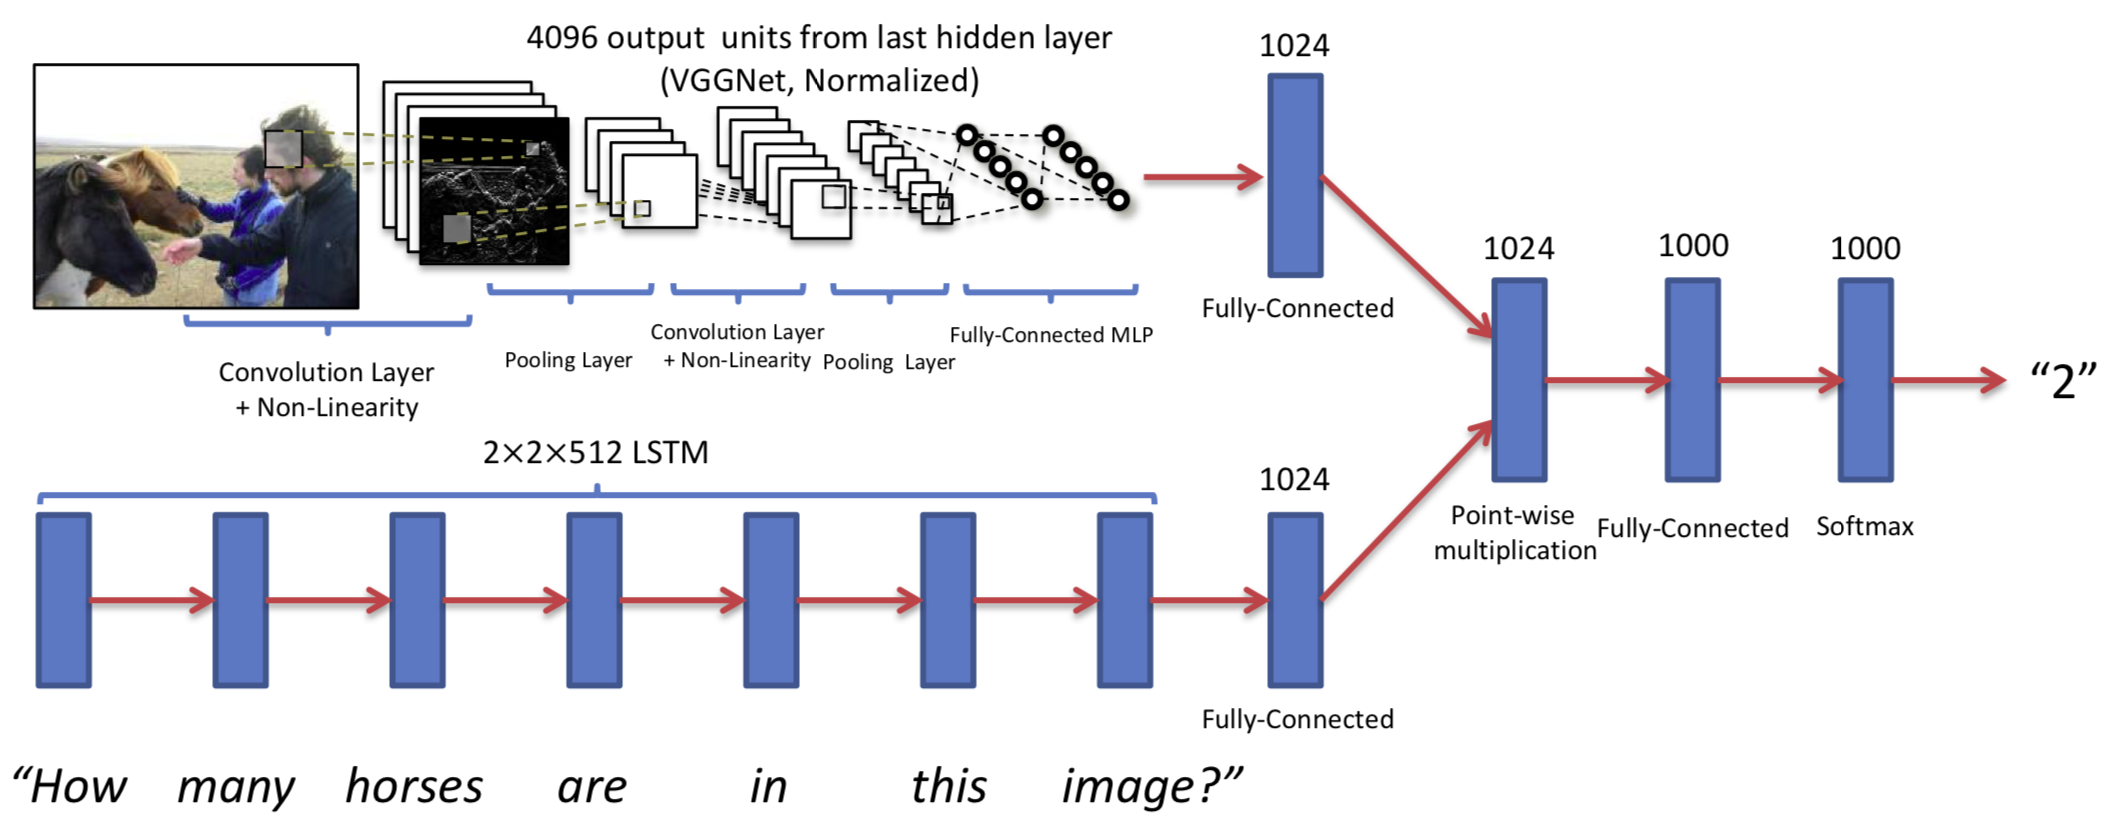 4096 output units from last hidden layer
(VGGNet, Normalized)
1024
Fully-Connected
Convolution Layer
+ Non-Linearity
Pooling Layer
Convolution Layer
+ Non-Linearity
Pooling Layer
Fully-Connected MLP
2×2×512 LSTM
1024
Fully-Connected
1024
Point-wise
multiplication
1000
Fully-Connected
1000
Softmax
“2”
“How many horses are in this image?”